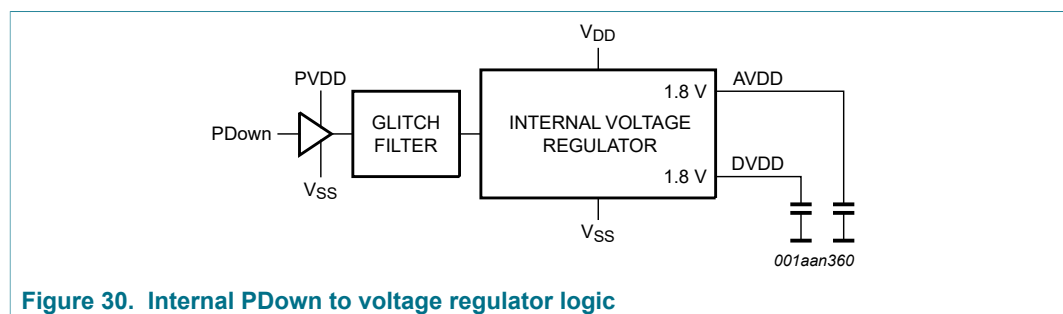 VDD
PVDD
PDown
VSS
GLITCH
FILTER
INTERNAL VOLTAGE
REGULATOR
1.8 V
AVDD
1.8 V
DVDD
VSS
001aan360
Figure 30. Internal PDown to voltage regulator logic